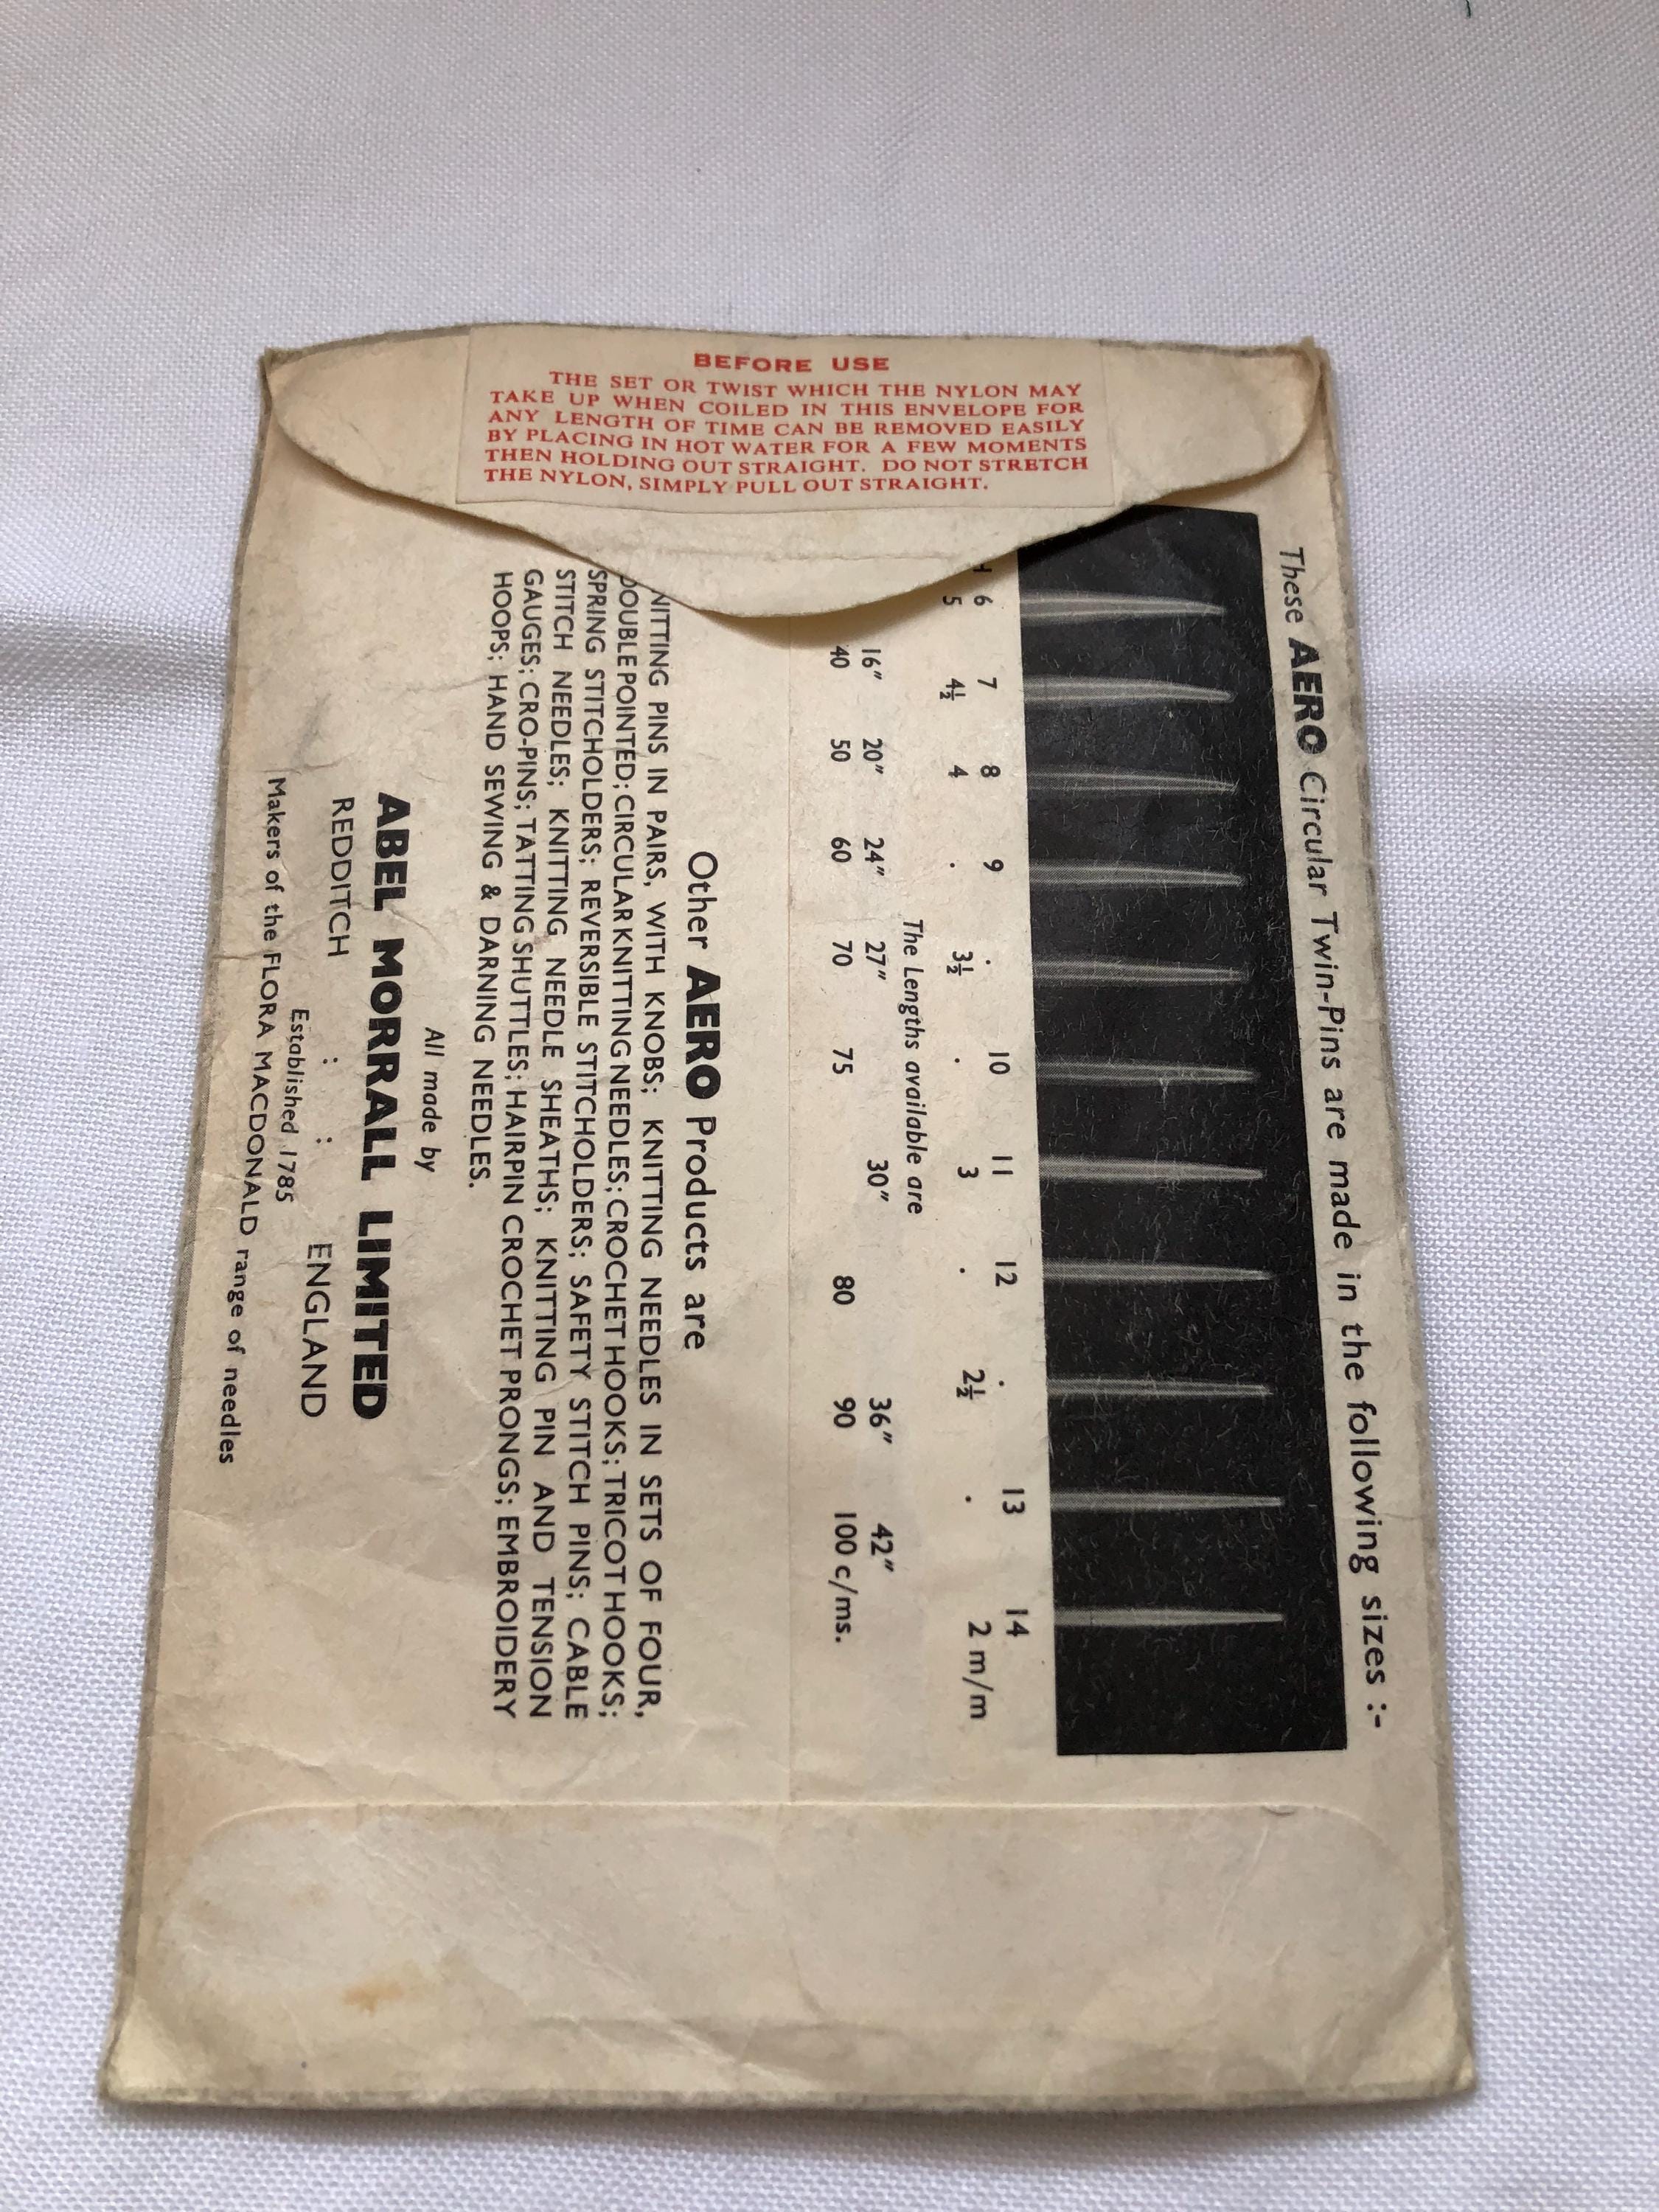 BEFORE USE
THE SET OR TWIST WHICH THE NYLON MAY
TAKE UP WHEN COILED IN THIS ENVELOPE FOR
ANY LENGTH OF TIME CAN BE REMOVED EASILY
BY PLACING IN HOT WATER FOR A FEW MOMENTS
THEN HOLDING OUT STRAIGHT. DO NOT STRETCH
THE NYLON, SIMPLY PULL OUT STRAIGHT.
These AERO Circular Twin-Pins are made in the following sizes :-
6 7 8 9 · 10 11 12 · 13 14
5 4½ 4 · 3½ · 3 · 2½ · 2 m/m
The Lengths available are
16" 20" 24" 27" 30" 36" 42"
40 50 60 70 75 80 90 100 c/ms.
Other AERO Products are
NITTING PINS IN PAIRS, WITH KNOBS; KNITTING NEEDLES IN SETS OF FOUR,
DOUBLE POINTED; CIRCULAR KNITTING NEEDLES; CROCHET HOOKS; TRICOT HOOKS;
SPRING STITCHOLDERS; REVERSIBLE STITCHOLDERS; SAFETY STITCH PINS; CABLE
STITCH NEEDLES; KNITTING NEEDLE SHEATHS; KNITTING PIN AND TENSION
GAUGES; CRO-PINS; TATTING SHUTTLES; HAIRPIN CROCHET PRONGS; EMBROIDERY
HOOPS; HAND SEWING & DARNING NEEDLES.
All made by
ABEL MORRALL LIMITED
REDDITCH : : ENGLAND
Established 1785
Makers of the FLORA MACDONALD range of needles